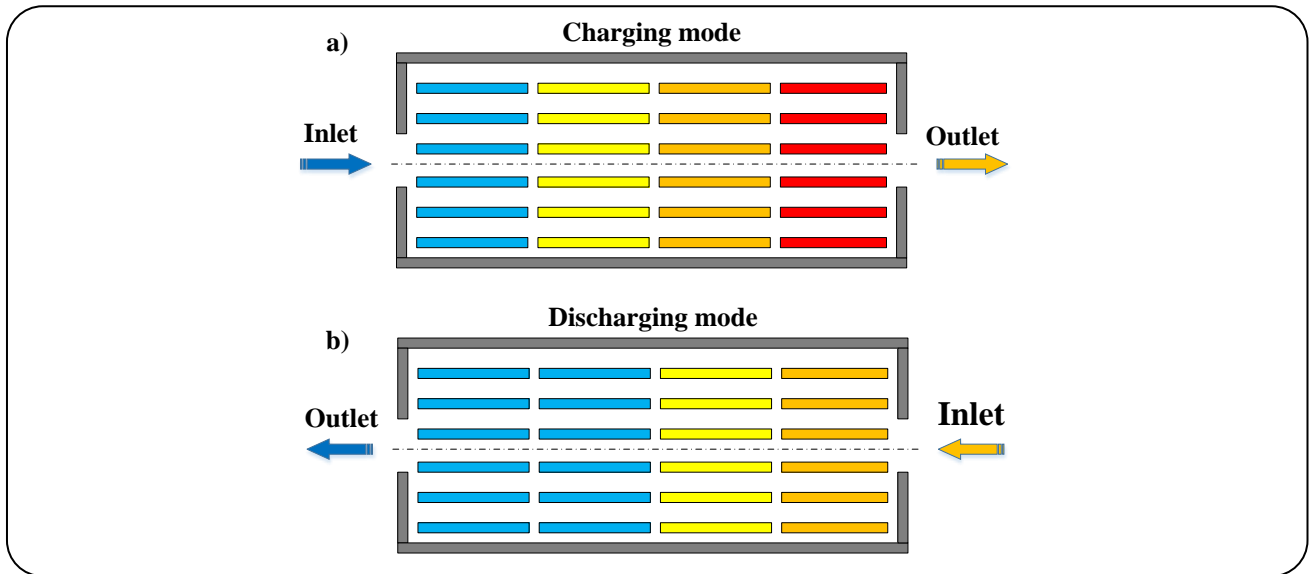 a)
Charging mode
Inlet
Outlet
b)
Discharging mode
Outlet
Inlet